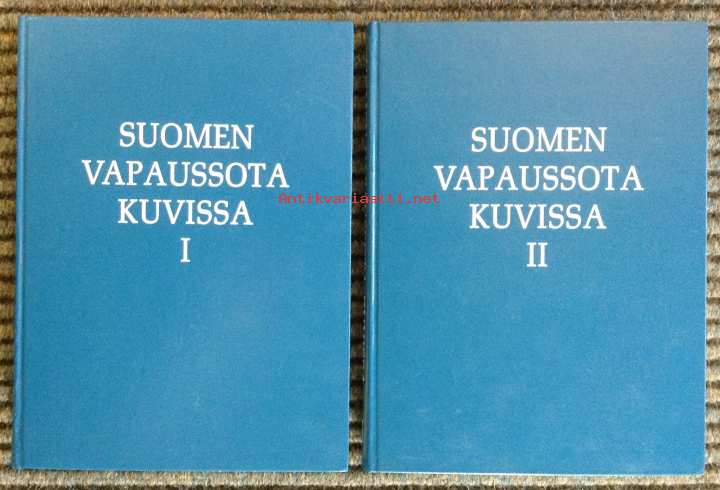 SUOMEN
VAPAUSSOTA
KUVISSA
I
SUOMEN
VAPAUSSOTA
KUVISSA
II
Antikvariaatti.net